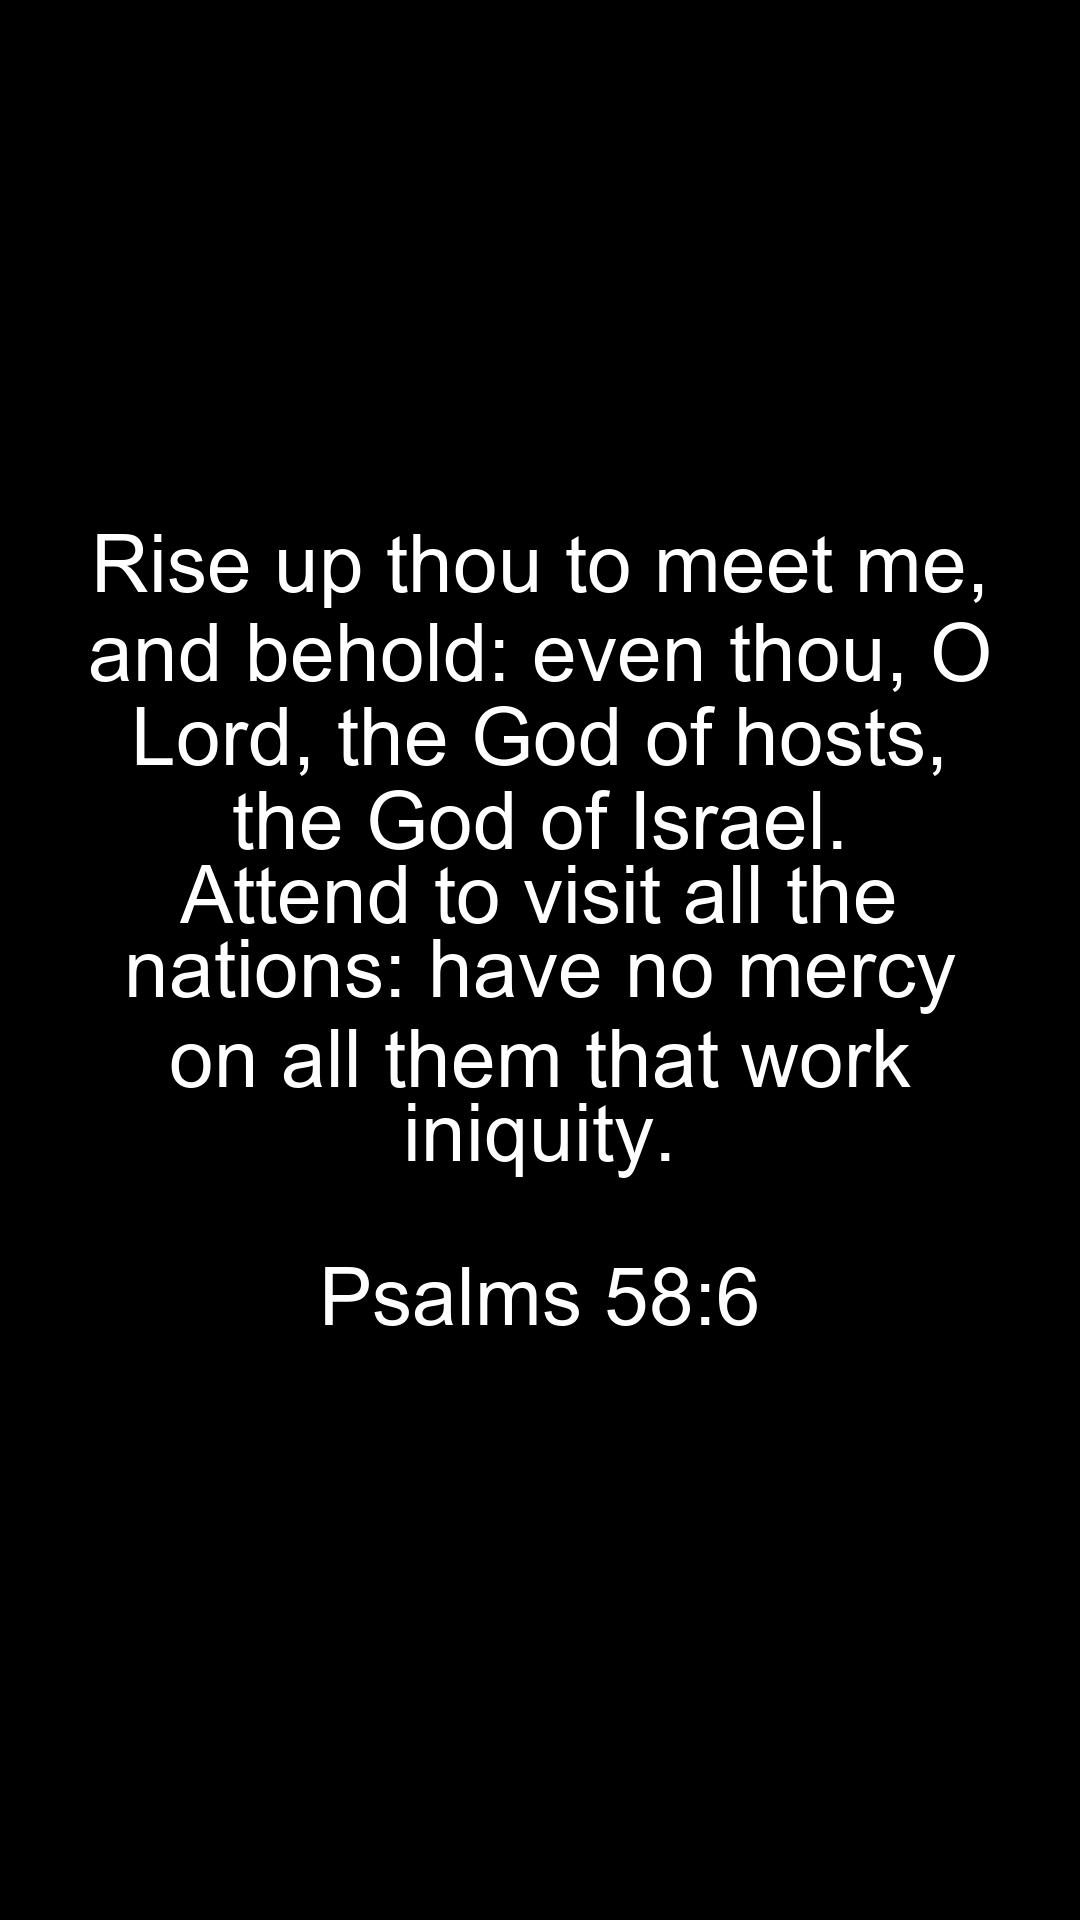 Rise up thou to meet me,
and behold: even thou, O
Lord, the God of hosts,
the God of Israel.
Attend to visit all the
nations: have no mercy
on all them that work
iniquity.
Psalms 58:6